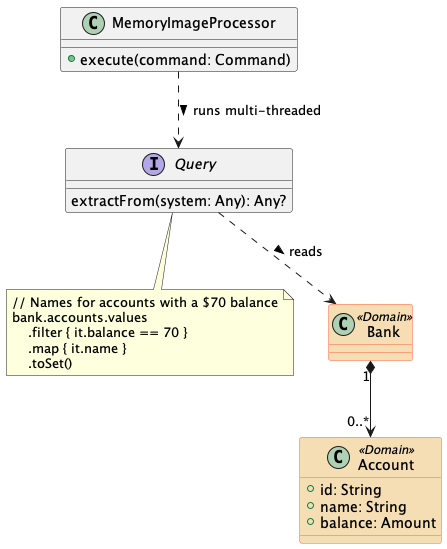 C MemoryImageProcessor
execute(command: Command)
runs multi-threaded
I Query
extractFrom(system: Any): Any?
reads
// Names for accounts with a $70 balance
bank.accounts.values
    .filter { it.balance == 70 }
    .map { it.name }
    .toSet()
C «Domain»
Bank
1
0..*
C «Domain»
Account
id: String
name: String
balance: Amount